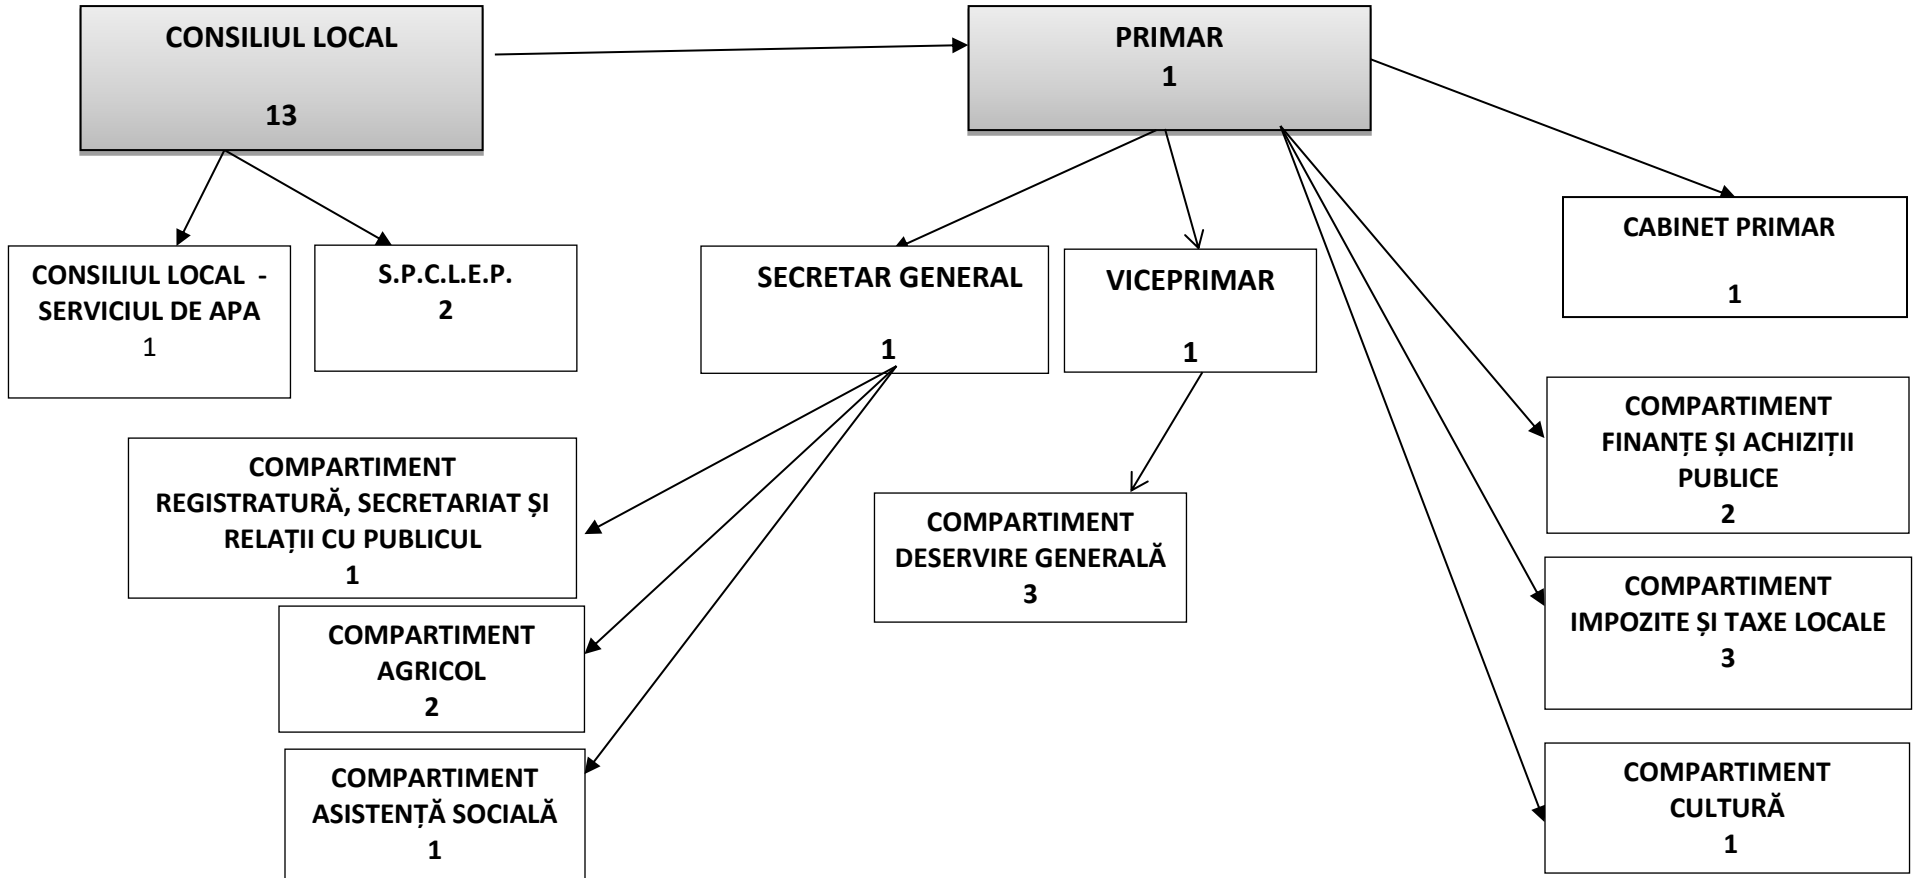 CONSILIUL LOCAL
13
PRIMAR
1
CABINET PRIMAR
1
CONSILIUL LOCAL -
SERVICIUL DE APA
1
S.P.C.L.E.P.
2
SECRETAR GENERAL
1
VICEPRIMAR
1
COMPARTIMENT
FINANȚE ȘI ACHIZIȚII
PUBLICE
2
COMPARTIMENT
REGISTRATURĂ, SECRETARIAT ȘI
RELAȚII CU PUBLICUL
1
COMPARTIMENT
DESERVIRE GENERALĂ
3
COMPARTIMENT
IMPOZITE ȘI TAXE LOCALE
3
COMPARTIMENT
AGRICOL
2
COMPARTIMENT
ASISTENȚĂ SOCIALĂ
1
COMPARTIMENT
CULTURĂ
1